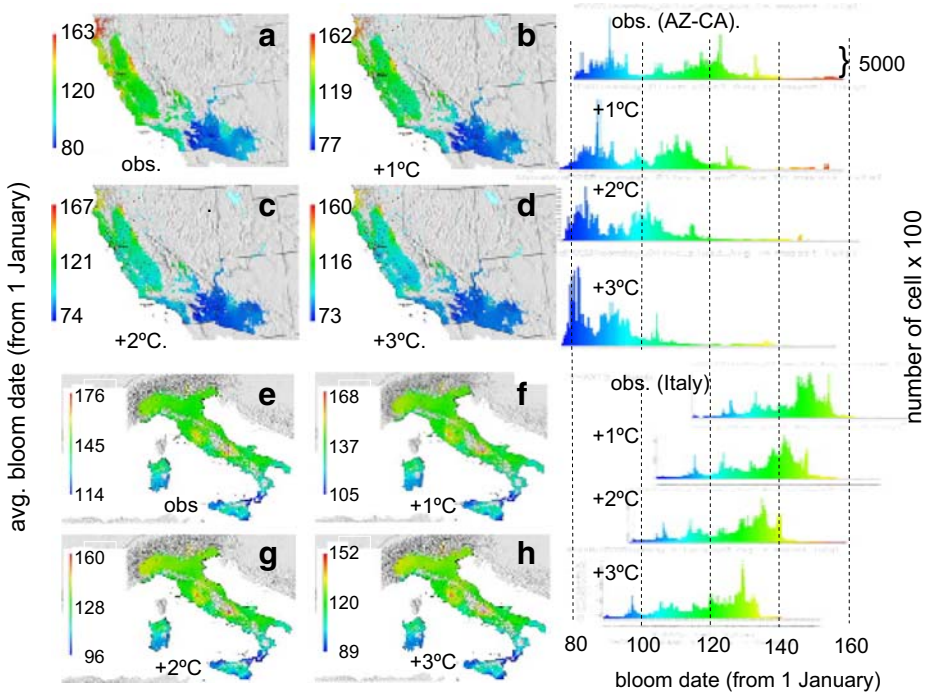 163
120
80
a
obs.
162
119
77
b
+1ºC
167
121
74
c
+2ºC.
160
116
73
d
+3ºC.
176
145
114
e
obs
168
137
105
f
+1ºC
160
128
96
g
+2ºC
152
120
89
h
+3ºC
avg. bloom date (from 1 January)
obs. (AZ-CA).
} 5000
+1ºC
+2ºC
+3ºC
obs. (Italy)
+1ºC
+2ºC
+3ºC
80 100 120 140 160
bloom date (from 1 January)
number of cell x 100